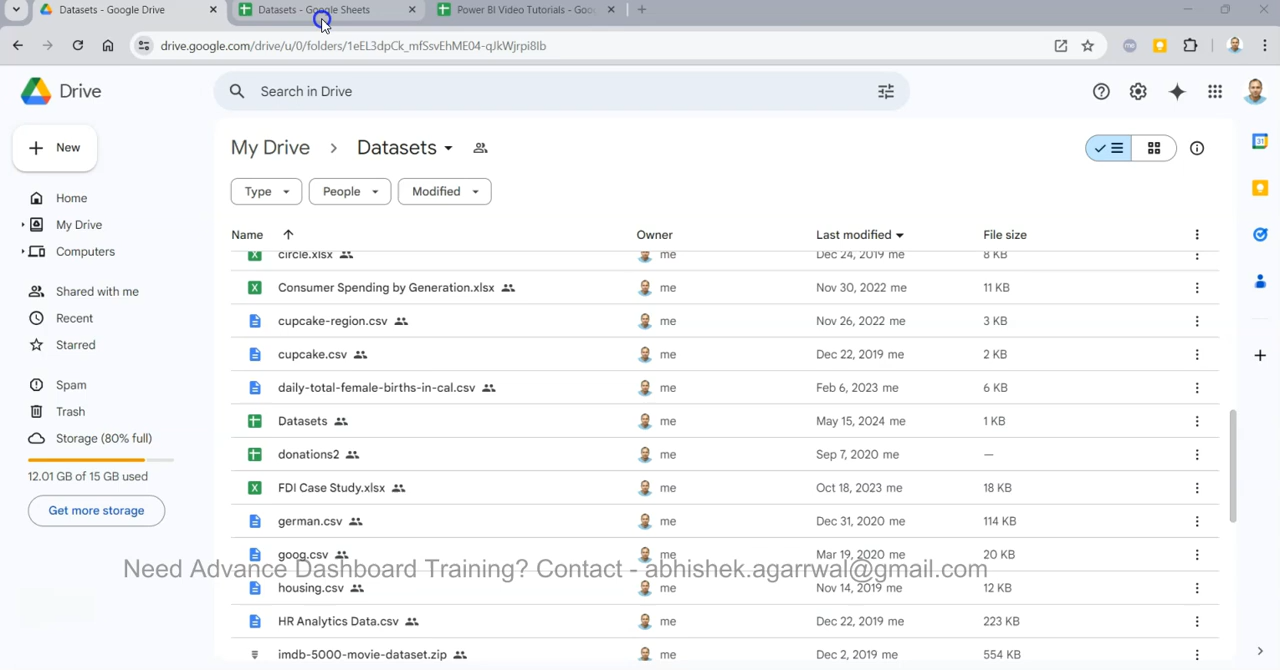 Datasets - Google Drive
Datasets - Google Sheets
Power BI Video Tutorials - Goo
drive.google.com/drive/u/0/folders/1eEL3dpCk_mfSsvEhME04-qJkWjrpi8lb
Drive
Search in Drive
New
My Drive > Datasets
Type
People
Modified
Home
My Drive
Computers
Shared with me
Recent
Starred
Spam
Trash
Storage (80% full)
12.01 GB of 15 GB used
Get more storage
Name Owner Last modified File size
circle.xlsx me Dec 24, 2019 me 8 KB
Consumer Spending by Generation.xlsx me Nov 30, 2022 me 11 KB
cupcake-region.csv me Nov 26, 2022 me 3 KB
cupcake.csv me Dec 22, 2019 me 2 KB
daily-total-female-births-in-cal.csv me Feb 6, 2023 me 6 KB
Datasets me May 15, 2024 me 1 KB
donations2 me Sep 7, 2020 me —
FDI Case Study.xlsx me Oct 18, 2023 me 18 KB
german.csv me Dec 31, 2020 me 114 KB
goog.csv me Mar 19, 2020 me 20 KB
Need Advance Dashboard Training? Contact - abhishek.agarrwal@gmail.com
housing.csv me Nov 14, 2019 me 12 KB
HR Analytics Data.csv me Dec 22, 2019 me 223 KB
imdb-5000-movie-dataset.zip me Dec 2, 2019 me 554 KB